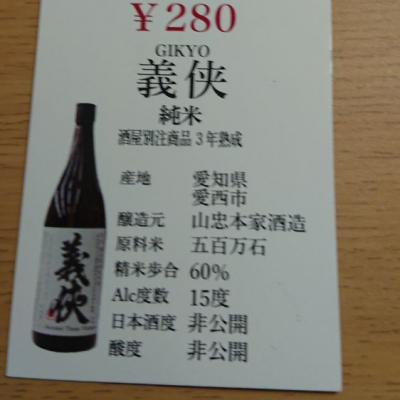 ¥280
GIKYO
義侠
純米
酒屋別注商品 3年熟成
産地 愛知県
愛西市
醸造元 山忠本家酒造
原料米 五百万石
精米歩合 60%
Alc度数 15度
日本酒度 非公開
酸度 非公開
義侠